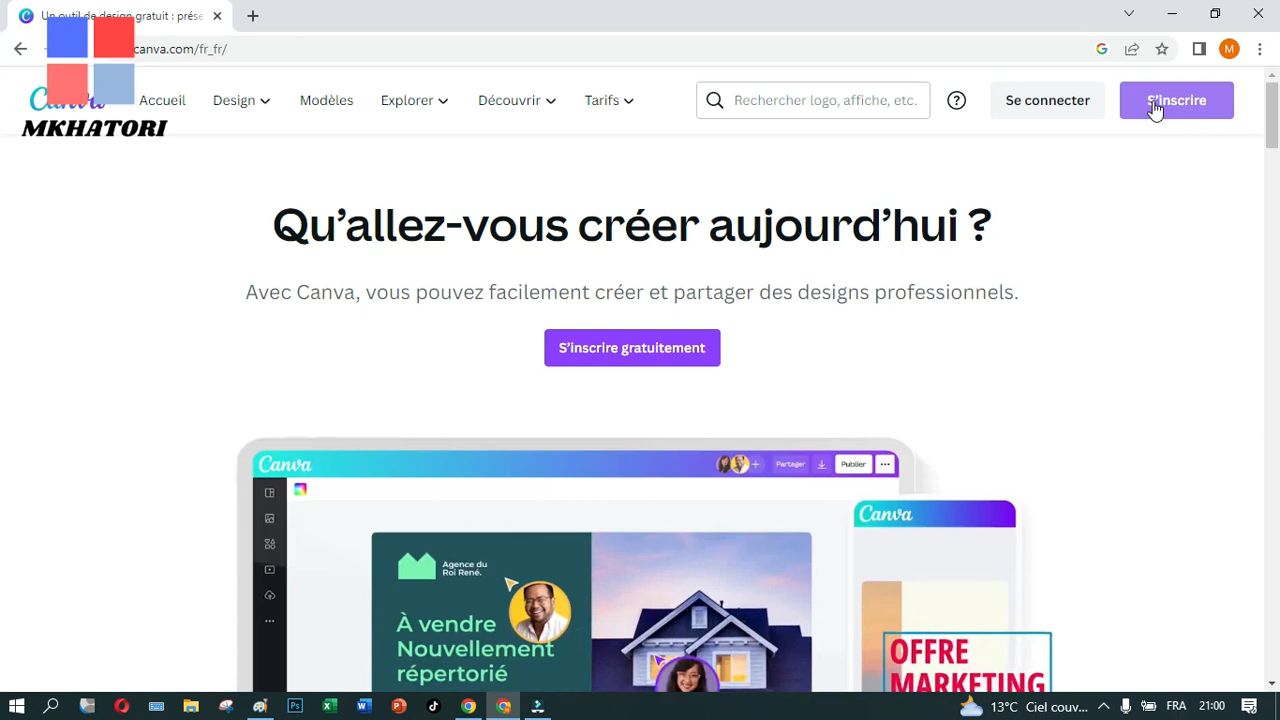 Un outil de design gratuit : prése
canva.com/fr_fr/
M
Canva
Accueil
Design
Modèles
Explorer
Découvrir
Tarifs
Rechercher logo, affiche, etc.
Se connecter
S'inscrire
MKHATORI
Qu'allez-vous créer aujourd'hui ?
Avec Canva, vous pouvez facilement créer et partager des designs professionnels.
S'inscrire gratuitement
Canva
Partager
Publier
Canva
Agence du
Roi René.
À vendre
Nouvellement
répertorié
OFFRE
MARKETING
13°C Ciel couv...
FRA
21:00